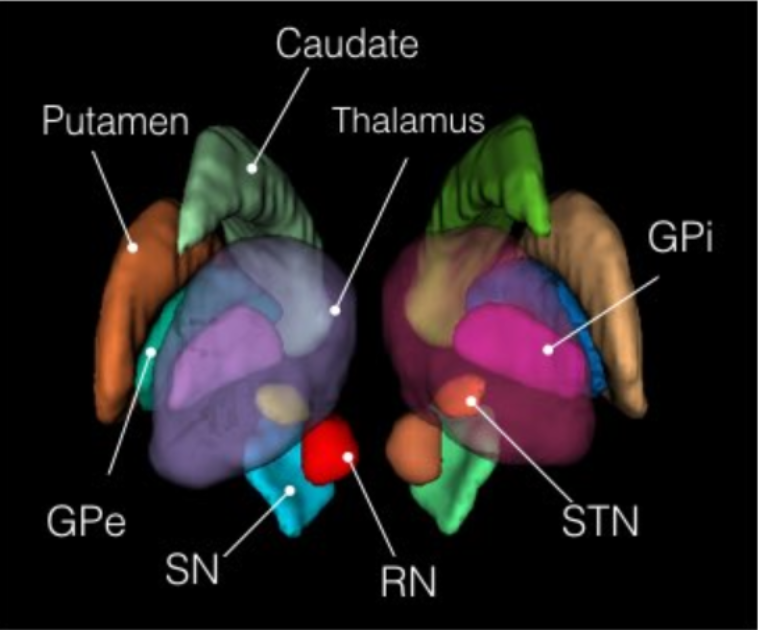 Caudate
Putamen
Thalamus
GPi
GPe
STN
SN
RN